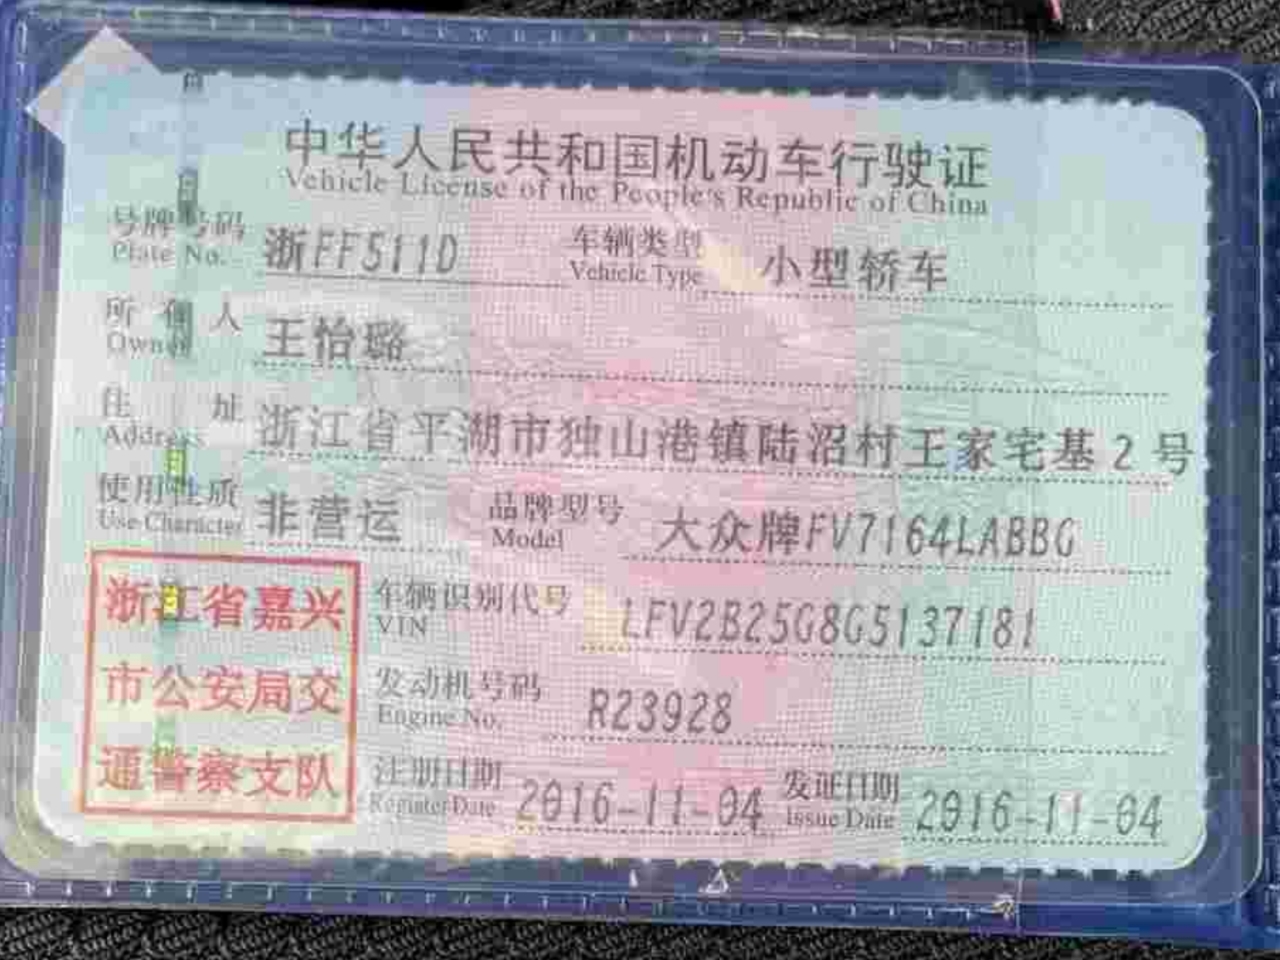 中华人民共和国机动车行驶证
Vehicle License of the People's Republic of China
号牌号码 浙FF511D 车辆类型 小型轿车
Plate No. Vehicle Type
所有人 王怡璐
Owner
住址 浙江省平湖市独山港镇陆沼村王家宅基2号
Address
使用性质 非营运 品牌型号 大众牌FV7164LABBG
Use Character Model
浙江省嘉兴
市公安局交
通警察支队
车辆识别代号 LFV2B25G8G5137181
VIN
发动机号码 R23928
Engine No.
注册日期 2016-11-04 发证日期 2016-11-04
Register Date Issue Date